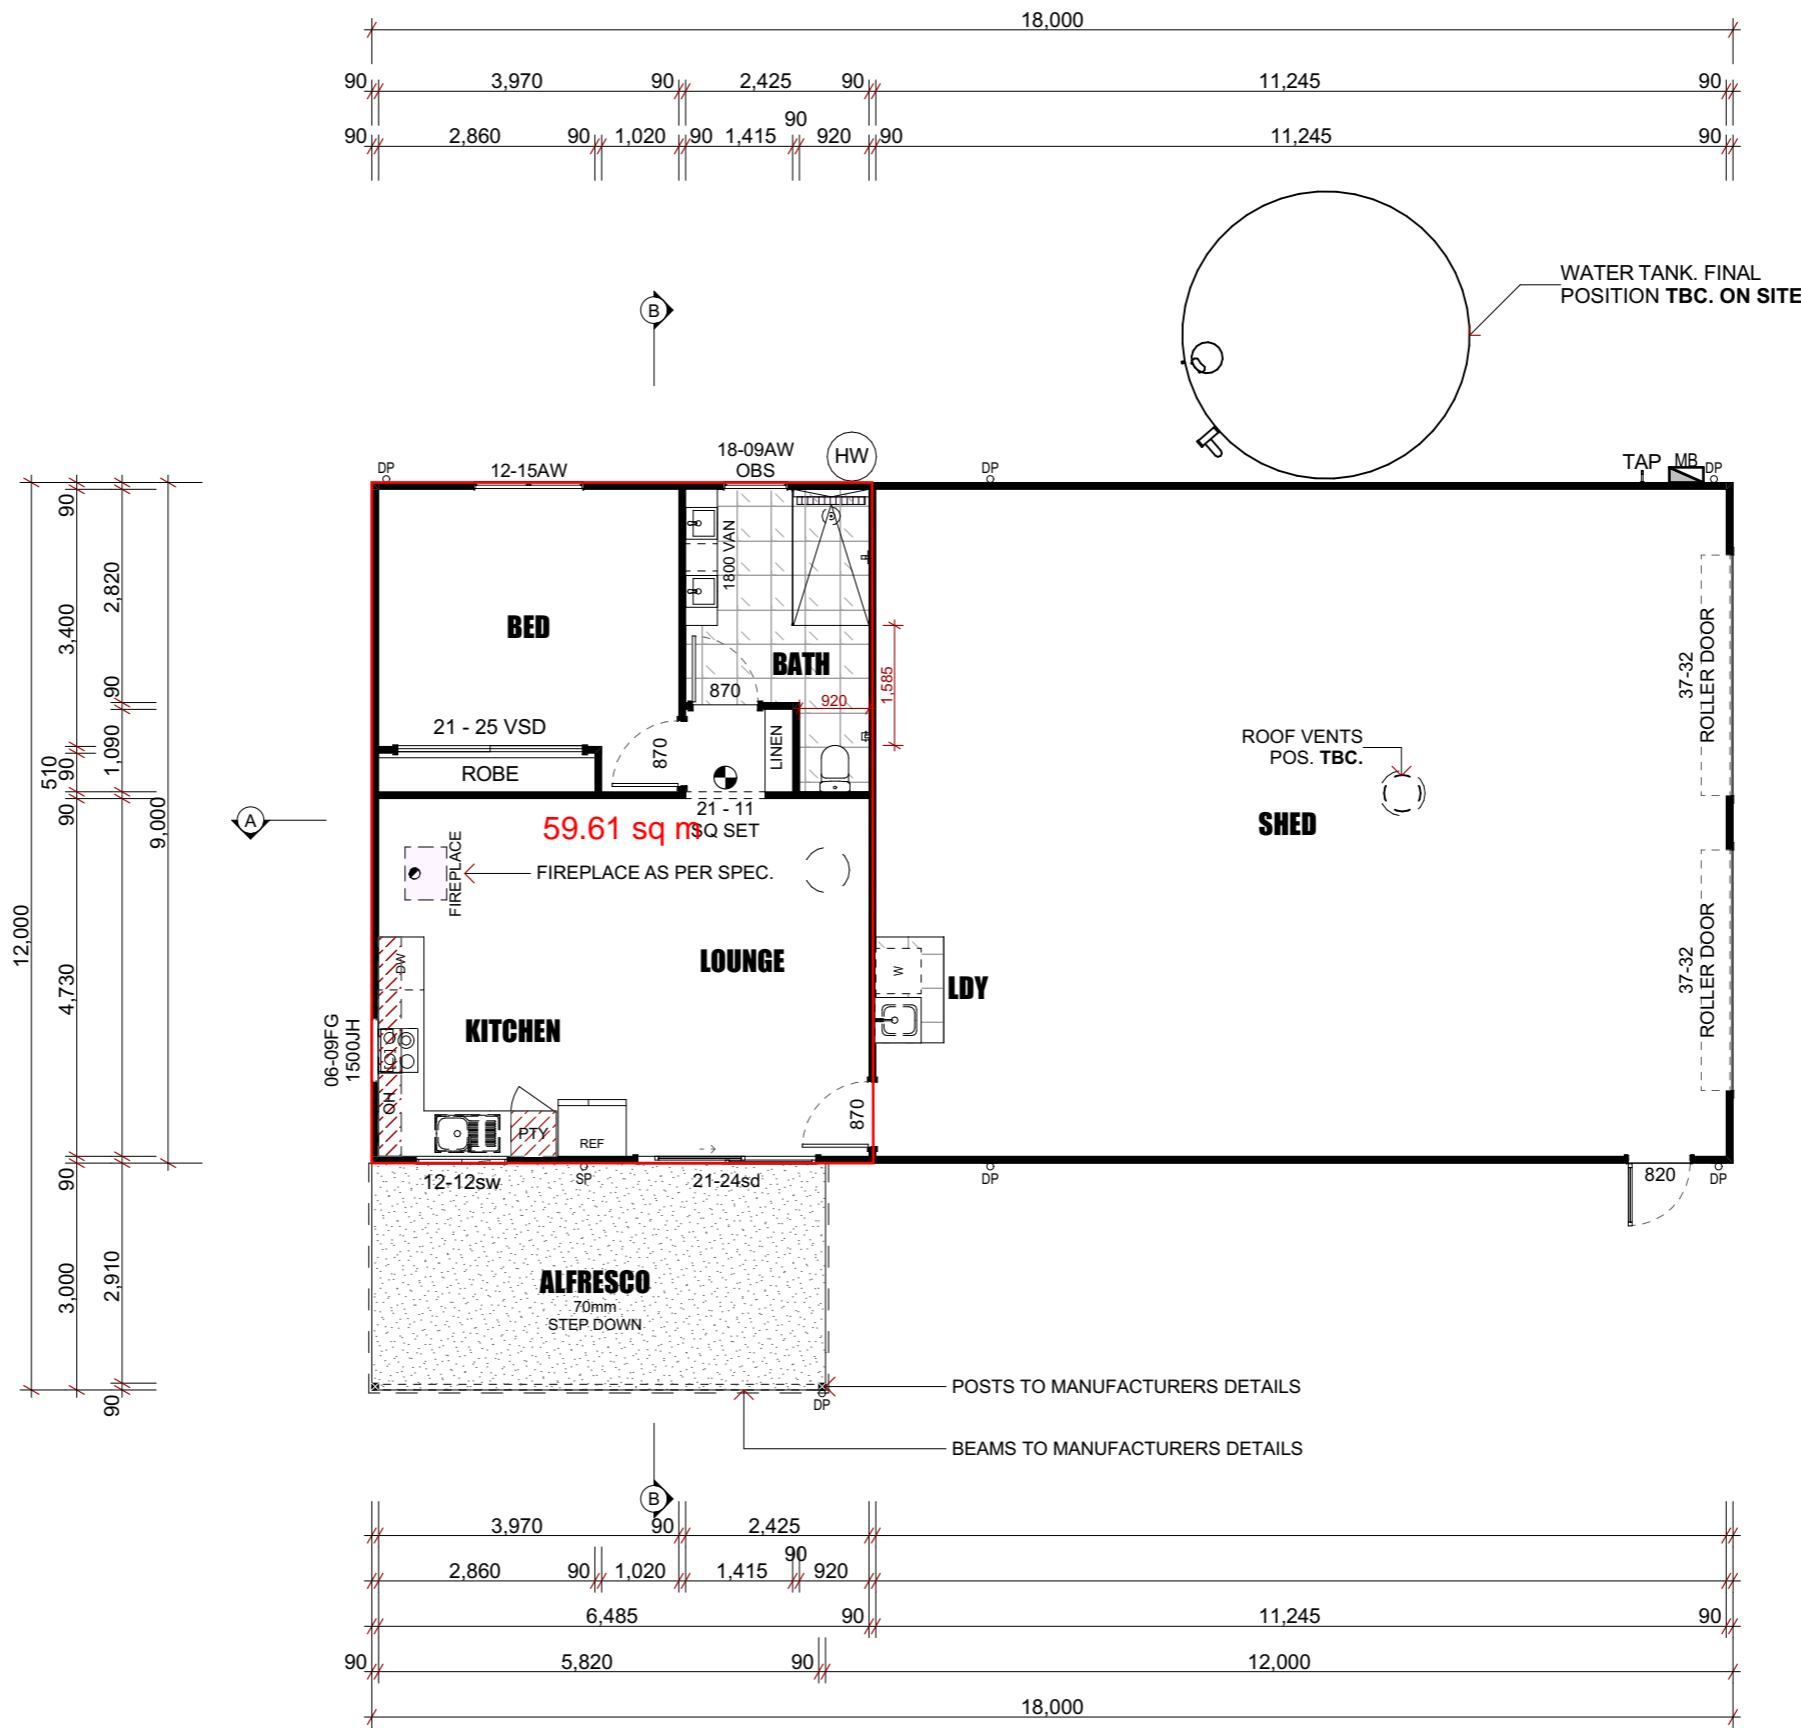 18,000
90 3,970 90 2,425 90 11,245 90
90
90 2,860 90 1,020 90 1,415 920 90 11,245 90
WATER TANK. FINAL
POSITION TBC. ON SITE
B
DP
12-15AW
18-09AW
OBS
HW
DP
TAP
MB
DP
90
2,820
3,400
90
1,090
510
90
90
9,000
12,000
4,730
90
3,000
2,910
90
A
BED
1800 VAN
BATH
870
920
1,585
21 - 25 VSD
ROBE
870
LINEN
21 - 11
SQ SET
59.61 sq m
FIREPLACE
FIREPLACE AS PER SPEC.
ROOF VENTS
POS. TBC.
SHED
37-32
ROLLER DOOR
37-32
ROLLER DOOR
DW
LOUNGE
W
LDY
KITCHEN
06-09FG
1500JH
OH
PTY
REF
870
12-12sw
SP
21-24sd
DP
820
DP
ALFRESCO
70mm
STEP DOWN
DP
POSTS TO MANUFACTURERS DETAILS
BEAMS TO MANUFACTURERS DETAILS
B
3,970 90 2,425
90
2,860 90 1,020 1,415 920
6,485 90 11,245 90
90 5,820 90 12,000
18,000